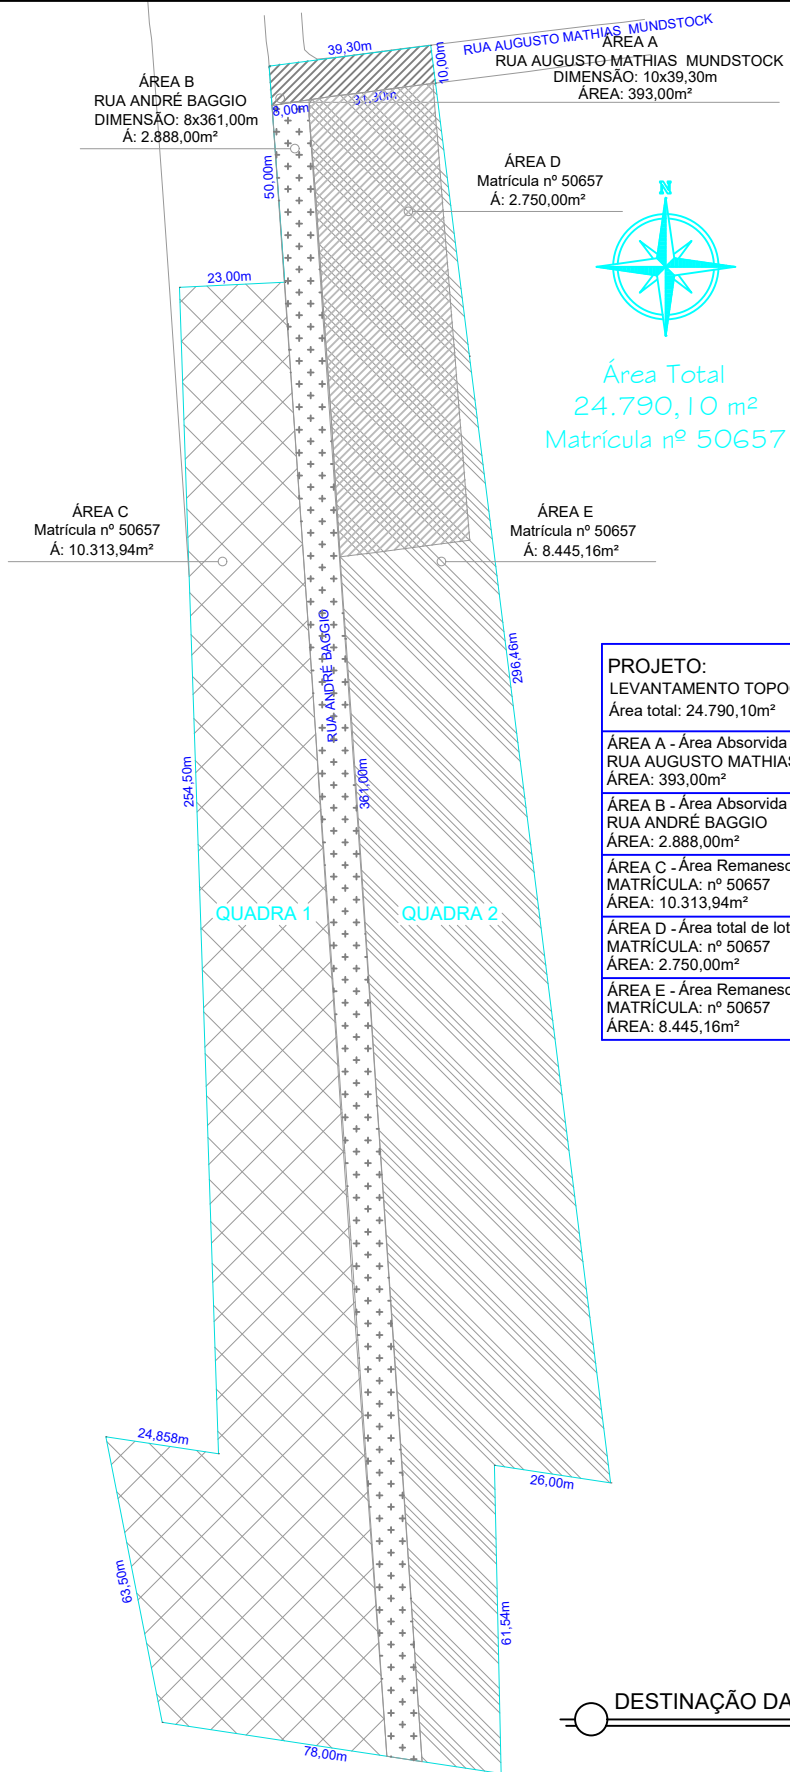 39,30m
RUA AUGUSTO MATHIAS MUNDSTOCK
10,00m
ÁREA A
RUA AUGUSTO MATHIAS MUNDSTOCK
DIMENSÃO: 10x39,30m
ÁREA: 393,00m²
ÁREA B
RUA ANDRÉ BAGGIO
DIMENSÃO: 8x361,00m
Á: 2.888,00m²
8,00m
31,30m
50,00m
ÁREA D
Matrícula nº 50657
Á: 2.750,00m²
N
23,00m
Área Total
24.790,10 m²
Matrícula nº 50657
ÁREA C
Matrícula nº 50657
Á: 10.313,94m²
ÁREA E
Matrícula nº 50657
Á: 8.445,16m²
RUA ANDRÉ BAGGIO
296,46m
254,50m
361,00m
PROJETO:
LEVANTAMENTO TOPO
Área total: 24.790,10m²
ÁREA A - Área Absorvida
RUA AUGUSTO MATHIAS
ÁREA: 393,00m²
ÁREA B - Área Absorvida
RUA ANDRÉ BAGGIO
ÁREA: 2.888,00m²
ÁREA C - Área Remanesc
MATRÍCULA: nº 50657
ÁREA: 10.313,94m²
ÁREA D - Área total de lot
MATRÍCULA: nº 50657
ÁREA: 2.750,00m²
ÁREA E - Área Remanesc
MATRÍCULA: nº 50657
ÁREA: 8.445,16m²
QUADRA 1
QUADRA 2
24,858m
26,00m
63,50m
61,54m
78,00m
DESTINAÇÃO DA